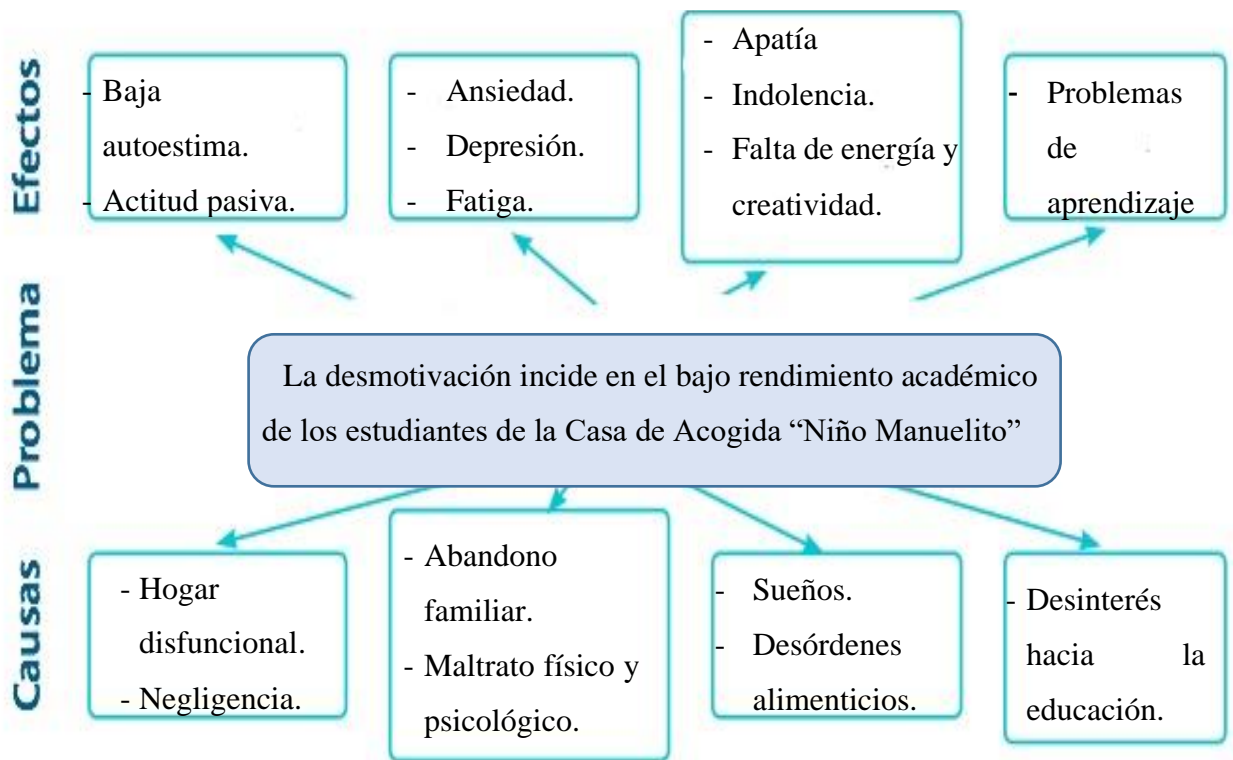 Efectos
- Baja
autoestima.
- Actitud pasiva.
- Ansiedad.
- Depresión.
- Fatiga.
- Apatía
- Indolencia.
- Falta de energía y
creatividad.
- Problemas
de
aprendizaje
Problema
La desmotivación incide en el bajo rendimiento académico
de los estudiantes de la Casa de Acogida “Niño Manuelito”
Causas
- Hogar
disfuncional.
- Negligencia.
- Abandono
familiar.
- Maltrato físico y
psicológico.
- Sueños.
- Desórdenes
alimenticios.
- Desinterés
hacia la
educación.